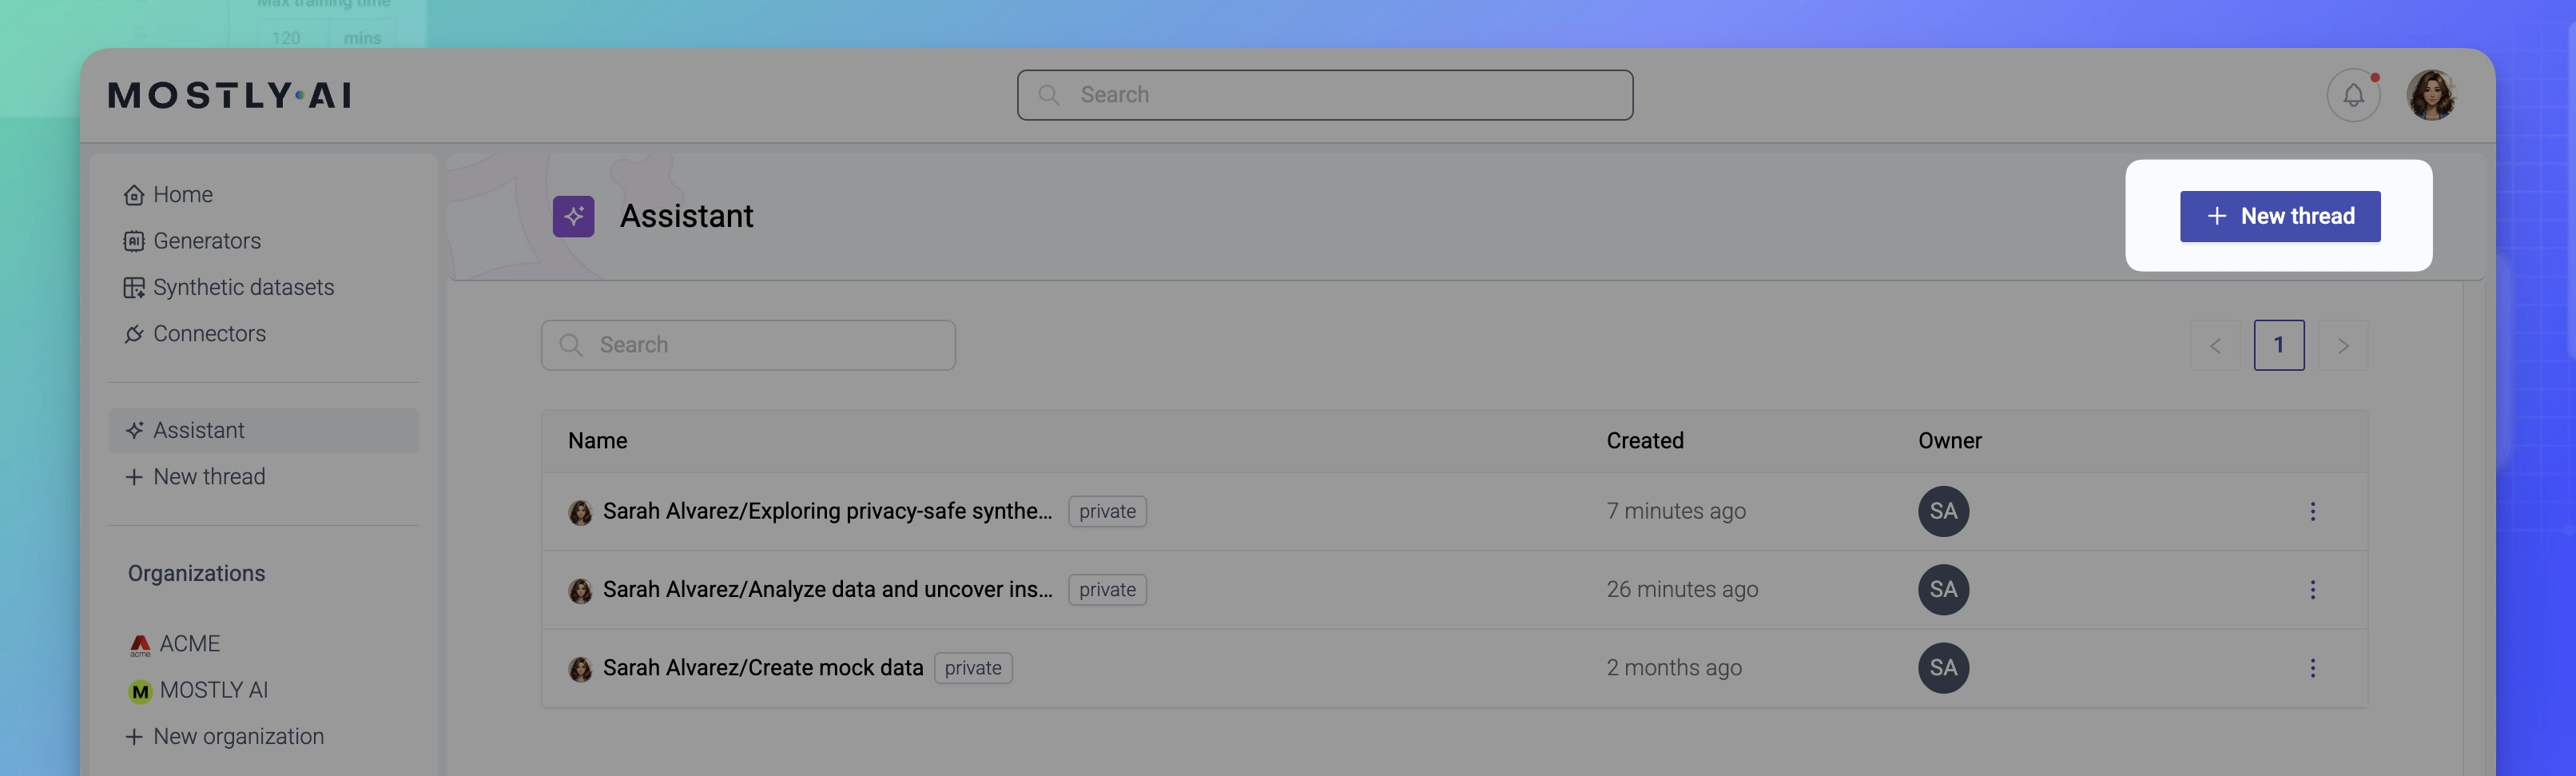 Max training time
120 mins
MOSTLY·AI
Search
Home
Generators
Synthetic datasets
Connectors
Assistant
New thread
Organizations
acme ACME
M MOSTLY AI
New organization
Assistant
New thread
Search
1
Name Created Owner
Sarah Alvarez/Exploring privacy-safe synthe... private 7 minutes ago SA
Sarah Alvarez/Analyze data and uncover ins... private 26 minutes ago SA
Sarah Alvarez/Create mock data private 2 months ago SA